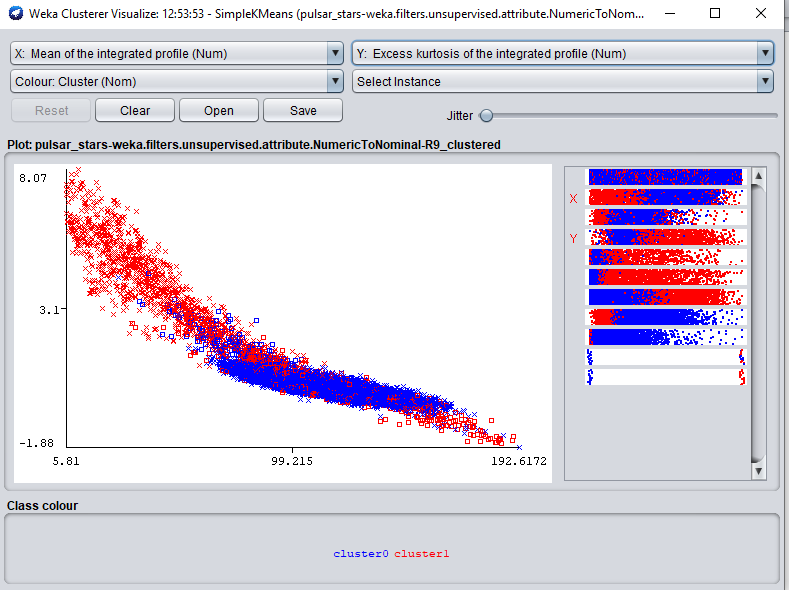 Weka Clusterer Visualize: 12:53:53 - SimpleKMeans (pulsar_stars-weka.filters.unsupervised.attribute.NumericToNom...
X: Mean of the integrated profile (Num) Y: Excess kurtosis of the integrated profile (Num)
Colour: Cluster (Nom) Select Instance
Reset Clear Open Save Jitter
Plot: pulsar_stars-weka.filters.unsupervised.attribute.NumericToNominal-R9_clustered
8.07
X
Y
3.1
-1.88
5.81 99.215 192.6172
Class colour
cluster0 cluster1